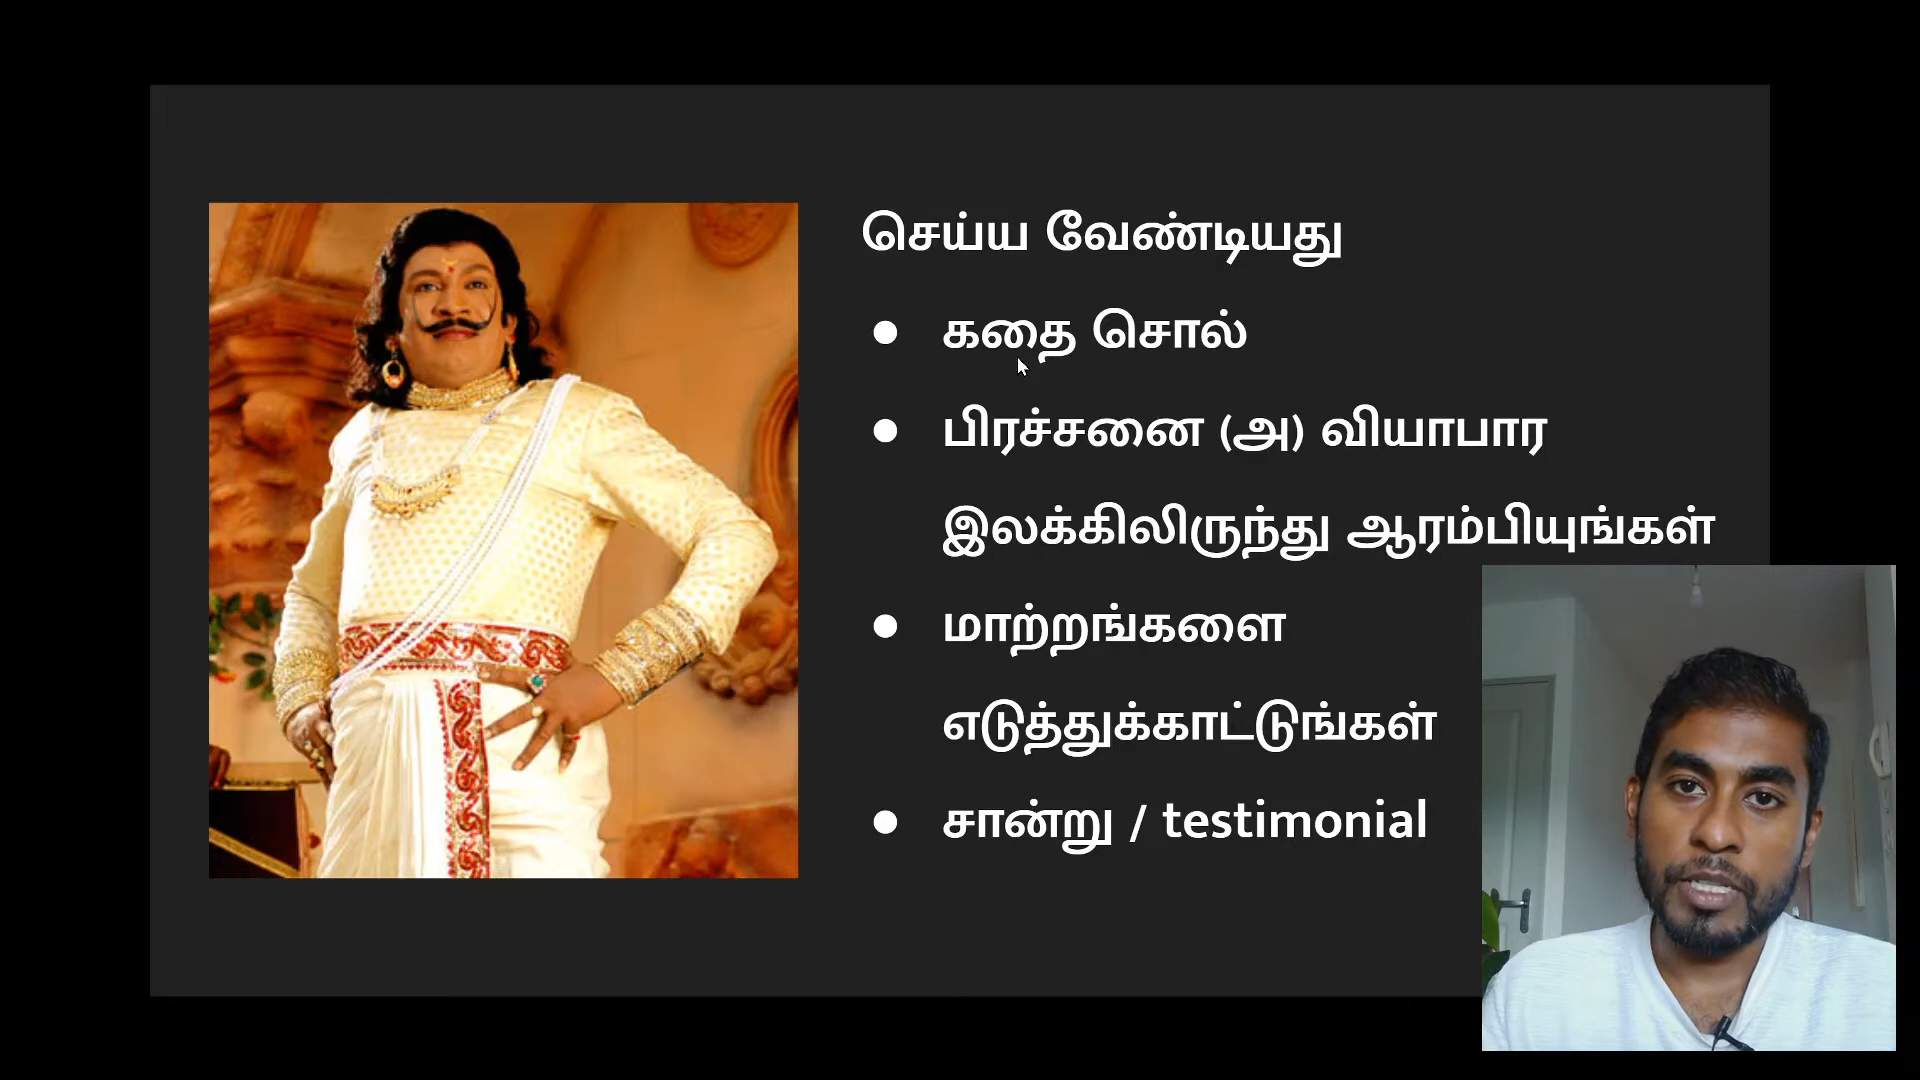 செய்ய வேண்டியது
● கதை சொல்
● பிரச்சனை (அ) வியாபார
இலக்கிலிருந்து ஆரம்பியுங்கள்
● மாற்றங்களை
எடுத்துக்காட்டுங்கள்
● சான்று / testimonial